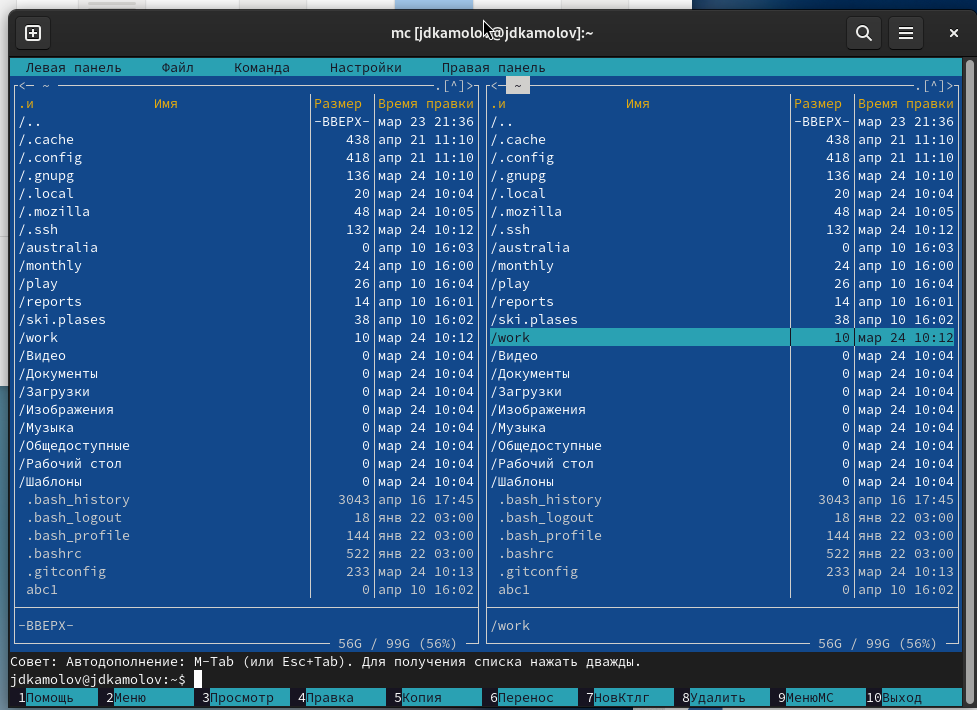 mc [jdkamolov@jdkamolov]:~
Левая панель Файл Команда Настройки Правая панель
<─ ~ .[^]> <─ ~ .[^]>
.и Имя Размер Время правки .и Имя Размер Время правки
/.. -ВВЕРХ- мар 23 21:36 /.. -ВВЕРХ- мар 23 21:36
/.cache 438 апр 21 11:10 /.cache 438 апр 21 11:10
/.config 418 апр 21 11:10 /.config 418 апр 21 11:10
/.gnupg 136 мар 24 10:10 /.gnupg 136 мар 24 10:10
/.local 20 мар 24 10:04 /.local 20 мар 24 10:04
/.mozilla 48 мар 24 10:05 /.mozilla 48 мар 24 10:05
/.ssh 132 мар 24 10:12 /.ssh 132 мар 24 10:12
/australia 0 апр 10 16:03 /australia 0 апр 10 16:03
/monthly 24 апр 10 16:00 /monthly 24 апр 10 16:00
/play 26 апр 10 16:04 /play 26 апр 10 16:04
/reports 14 апр 10 16:01 /reports 14 апр 10 16:01
/ski.plases 38 апр 10 16:02 /ski.plases 38 апр 10 16:02
/work 10 мар 24 10:12 /work 10 мар 24 10:12
/Видео 0 мар 24 10:04 /Видео 0 мар 24 10:04
/Документы 0 мар 24 10:04 /Документы 0 мар 24 10:04
/Загрузки 0 мар 24 10:04 /Загрузки 0 мар 24 10:04
/Изображения 0 мар 24 10:04 /Изображения 0 мар 24 10:04
/Музыка 0 мар 24 10:04 /Музыка 0 мар 24 10:04
/Общедоступные 0 мар 24 10:04 /Общедоступные 0 мар 24 10:04
/Рабочий стол 0 мар 24 10:04 /Рабочий стол 0 мар 24 10:04
/Шаблоны 0 мар 24 10:04 /Шаблоны 0 мар 24 10:04
.bash_history 3043 апр 16 17:45 .bash_history 3043 апр 16 17:45
.bash_logout 18 янв 22 03:00 .bash_logout 18 янв 22 03:00
.bash_profile 144 янв 22 03:00 .bash_profile 144 янв 22 03:00
.bashrc 522 янв 22 03:00 .bashrc 522 янв 22 03:00
.gitconfig 233 мар 24 10:13 .gitconfig 233 мар 24 10:13
abc1 0 апр 10 16:02 abc1 0 апр 10 16:02
-ВВЕРХ- /work
56G / 99G (56%) 56G / 99G (56%)
Совет: Автодополнение: M-Tab (или Esc+Tab). Для получения списка нажать дважды.
jdkamolov@jdkamolov:~$
1Помощь 2Меню 3Просмотр 4Правка 5Копия 6Перенос 7НовКтлг 8Удалить 9МенюMC 10Выход